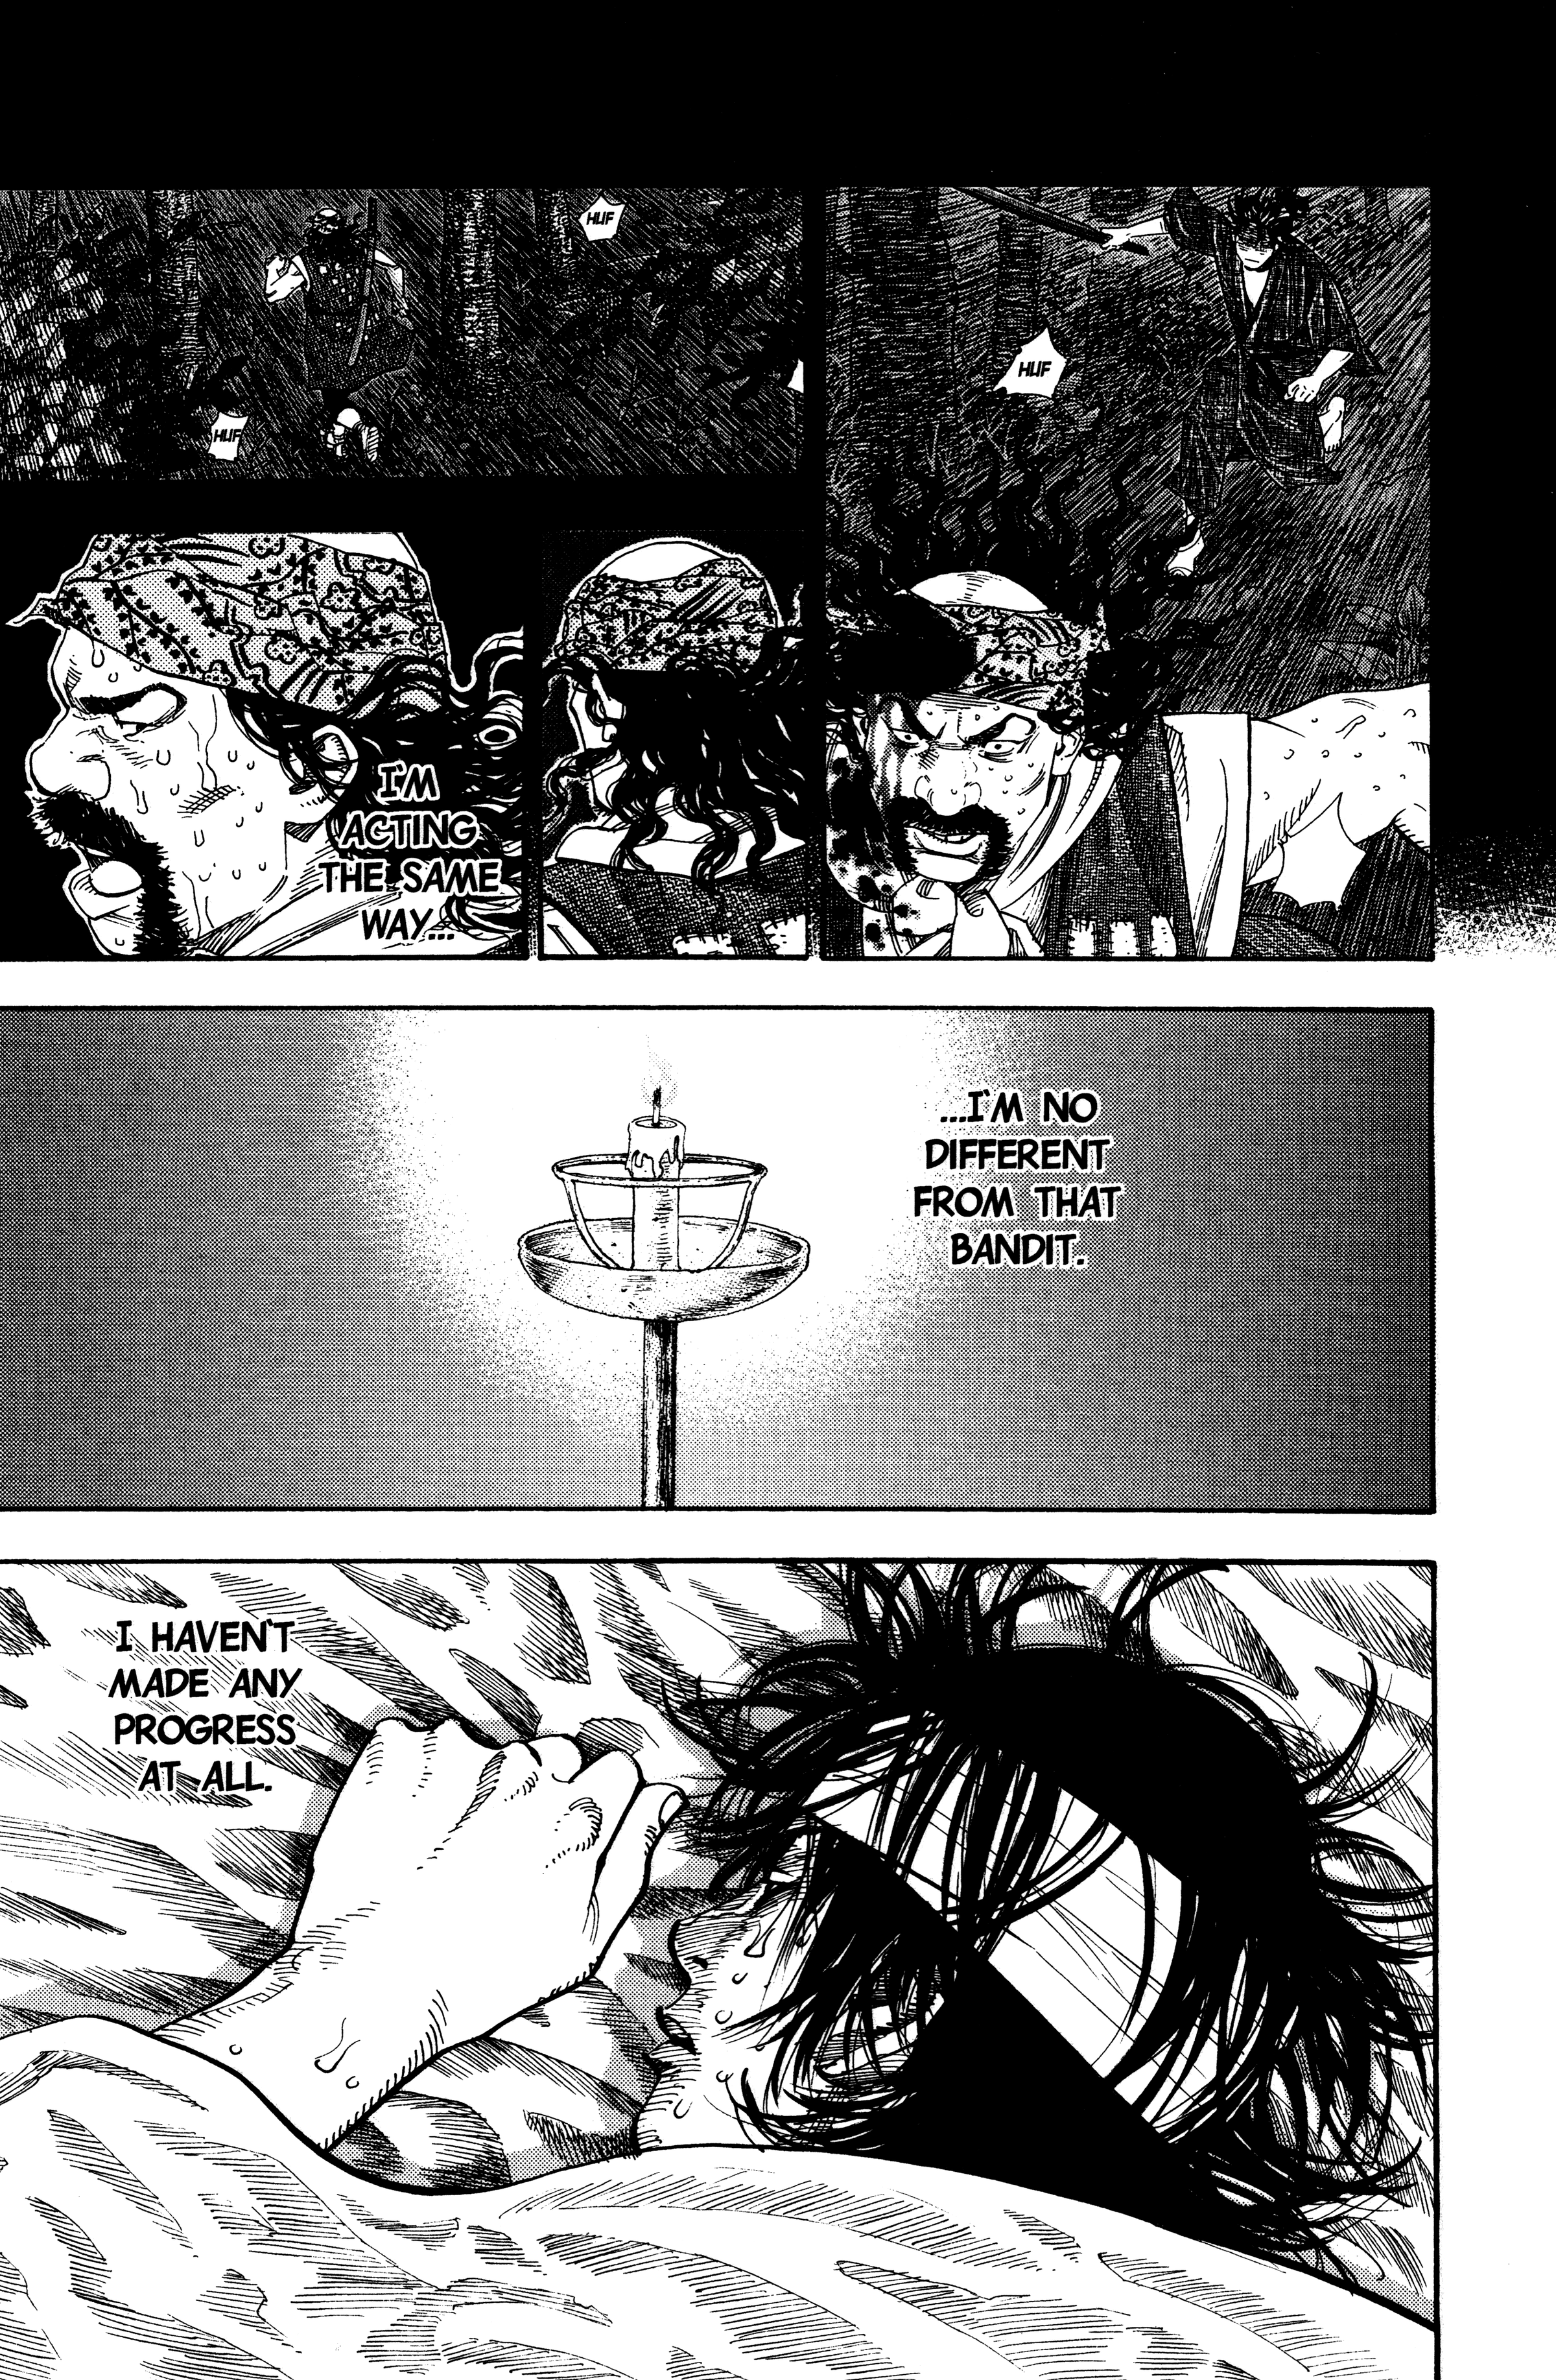 HUF
HUF
HUF
I'M
ACTING
THE SAME
WAY...
...I'M NO
DIFFERENT
FROM THAT
BANDIT.
I HAVEN'T
MADE ANY
PROGRESS
AT ALL.